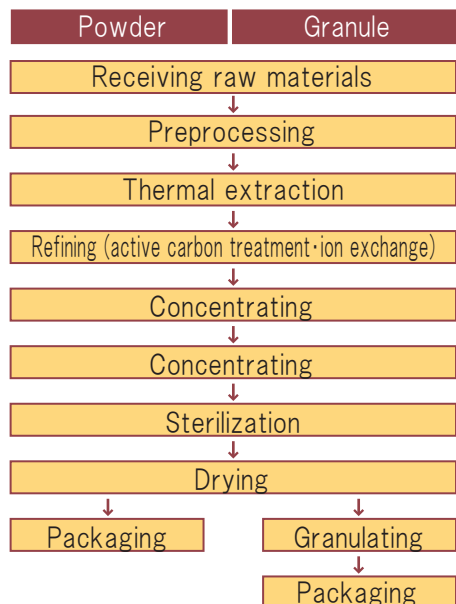 Powder
Granule
Receiving raw materials
↓
Preprocessing
↓
Thermal extraction
↓
Refining (active carbon treatment･ion exchange)
↓
Concentrating
↓
Concentrating
↓
Sterilization
↓
Drying
↓ ↓
Packaging
Granulating
↓
Packaging